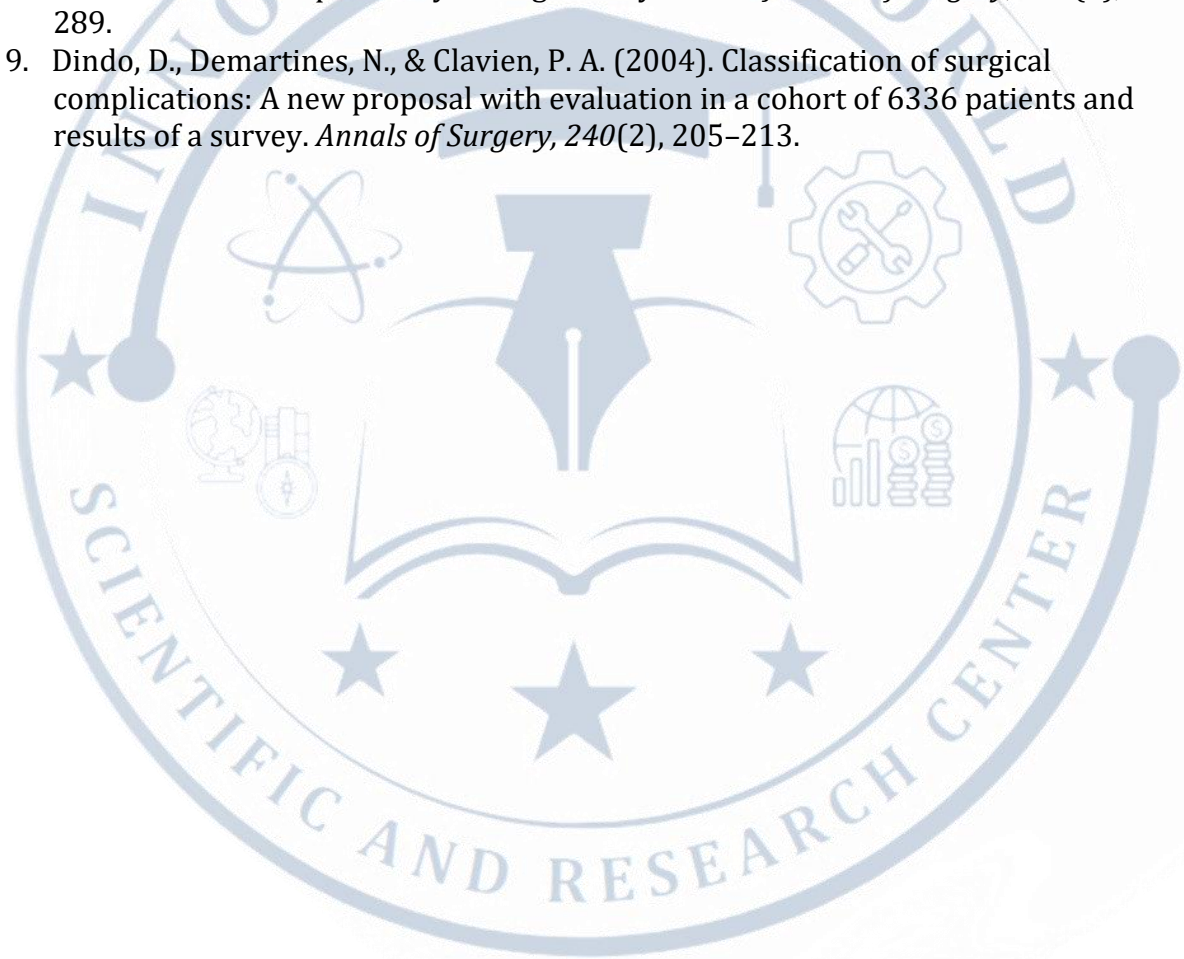 289.
9. Dindo, D., Demartines, N., & Clavien, P. A. (2004). Classification of surgical
complications: A new proposal with evaluation in a cohort of 6336 patients and
results of a survey. Annals of Surgery, 240(2), 205–213.
SCIENTIFIC AND RESEARCH CENTER